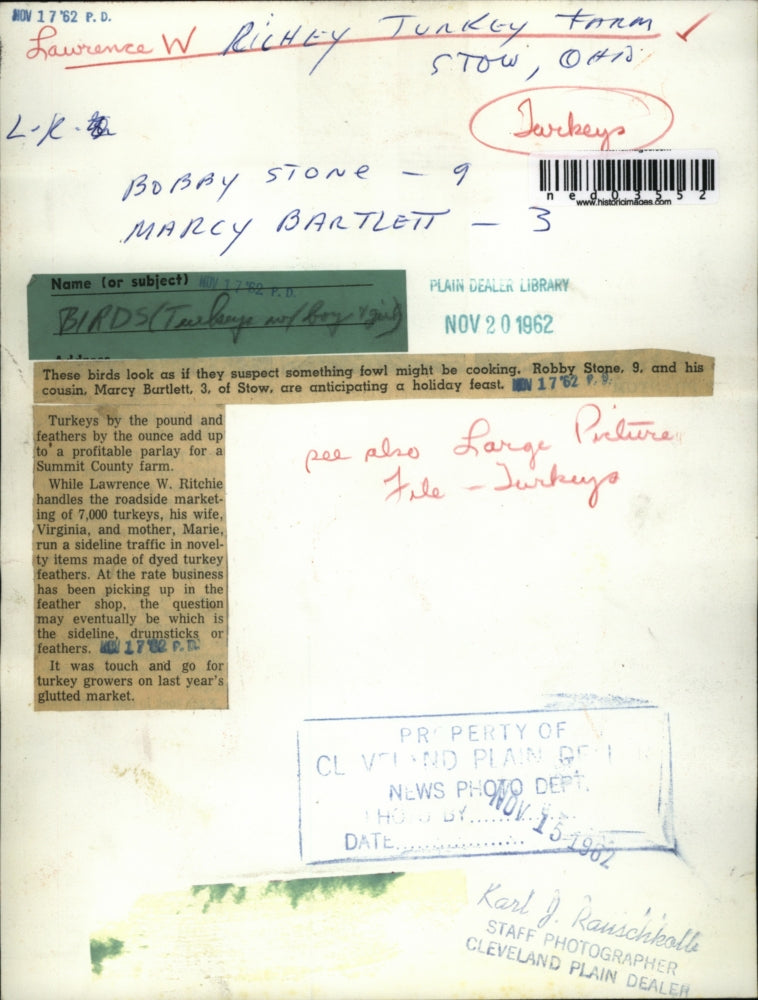 NOV 17 '62 P. D.
Lawrence W RICHEY TURKEY FARM
STOW, OHIO
Turkeys
L-R-
BOBBY STONE - 9
MARCY BARTLETT - 3
ned03552
www.historicimages.com
Name (or subject) NOV 17 '62 P. D.
BIRDS (Turkeys w/ boy & girl)
Address
PLAIN DEALER LIBRARY
NOV 20 1962
These birds look as if they suspect something fowl might be cooking. Robby Stone, 9, and his
cousin, Marcy Bartlett, 3, of Stow, are anticipating a holiday feast. NOV 17 '62 P. D.
Turkeys by the pound and
feathers by the ounce add up
to a profitable parlay for a
Summit County farm.
While Lawrence W. Ritchie
handles the roadside market-
ing of 7,000 turkeys, his wife,
Virginia, and mother, Marie,
run a sideline traffic in novel-
ty items made of dyed turkey
feathers. At the rate business
has been picking up in the
feather shop, the question
may eventually be which is
the sideline, drumsticks or
feathers. NOV 17 '62 P. D.
It was touch and go for
turkey growers on last year's
glutted market.
see also Large Picture
File - Turkeys
PROPERTY OF
CLEVELAND PLAIN DEALER
NEWS PHOTO DEPT.
PHOTO BY..........
DATE..............
NOV 15 1962
Karl J. Rauschkolb
STAFF PHOTOGRAPHER
CLEVELAND PLAIN DEALER